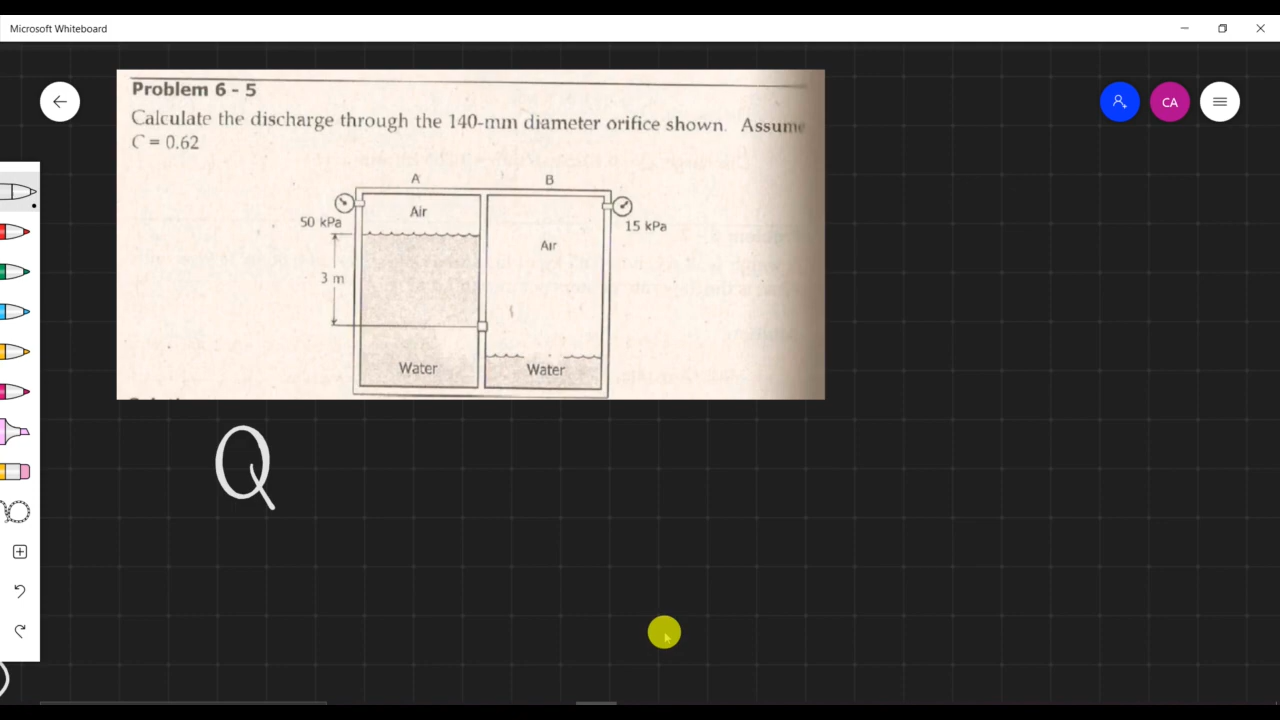 Microsoft Whiteboard
Problem 6 - 5
Calculate the discharge through the 140-mm diameter orifice shown. Assume
C = 0.62
A
B
50 kPa
Air
15 kPa
Air
3 m
Water
Water
Q
CA